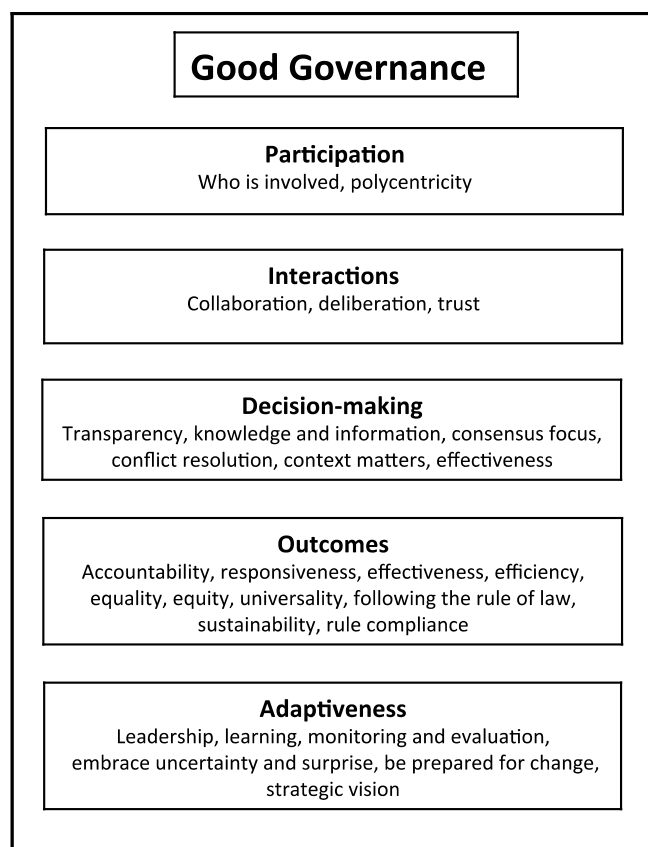 Good Governance
Participation
Who is involved, polycentricity
Interactions
Collaboration, deliberation, trust
Decision-making
Transparency, knowledge and information, consensus focus,
conflict resolution, context matters, effectiveness
Outcomes
Accountability, responsiveness, effectiveness, efficiency,
equality, equity, universality, following the rule of law,
sustainability, rule compliance
Adaptiveness
Leadership, learning, monitoring and evaluation,
embrace uncertainty and surprise, be prepared for change,
strategic vision